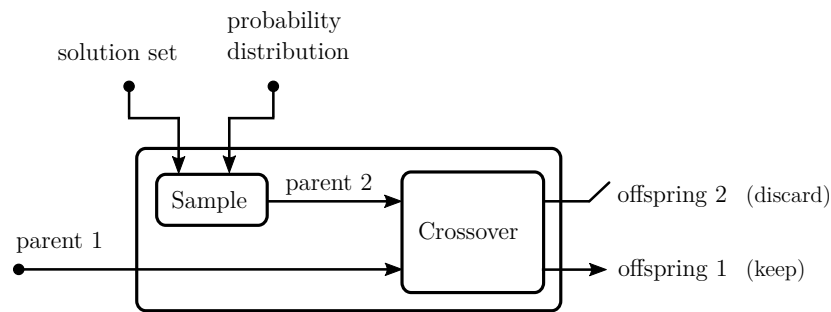 probability
distribution
solution set
Sample
parent 2
offspring 2 (discard)
Crossover
parent 1
offspring 1 (keep)